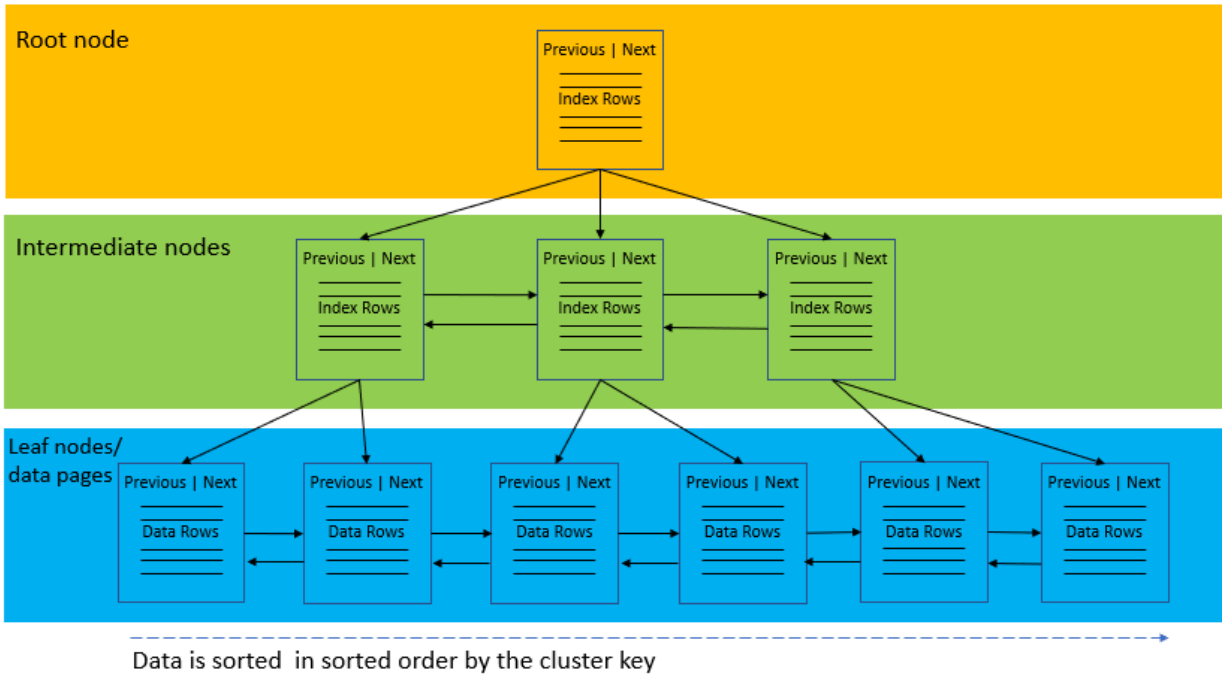 Root node
Previous | Next
Index Rows
Intermediate nodes
Previous | Next
Index Rows
Previous | Next
Index Rows
Previous | Next
Index Rows
Leaf nodes/
data pages
Previous | Next
Data Rows
Previous | Next
Data Rows
Previous | Next
Data Rows
Previous | Next
Data Rows
Previous | Next
Data Rows
Previous | Next
Data Rows
Data is sorted  in sorted order by the cluster key